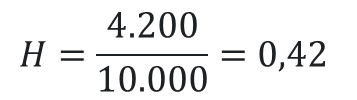 H = 4.200 / 10.000 = 0,42